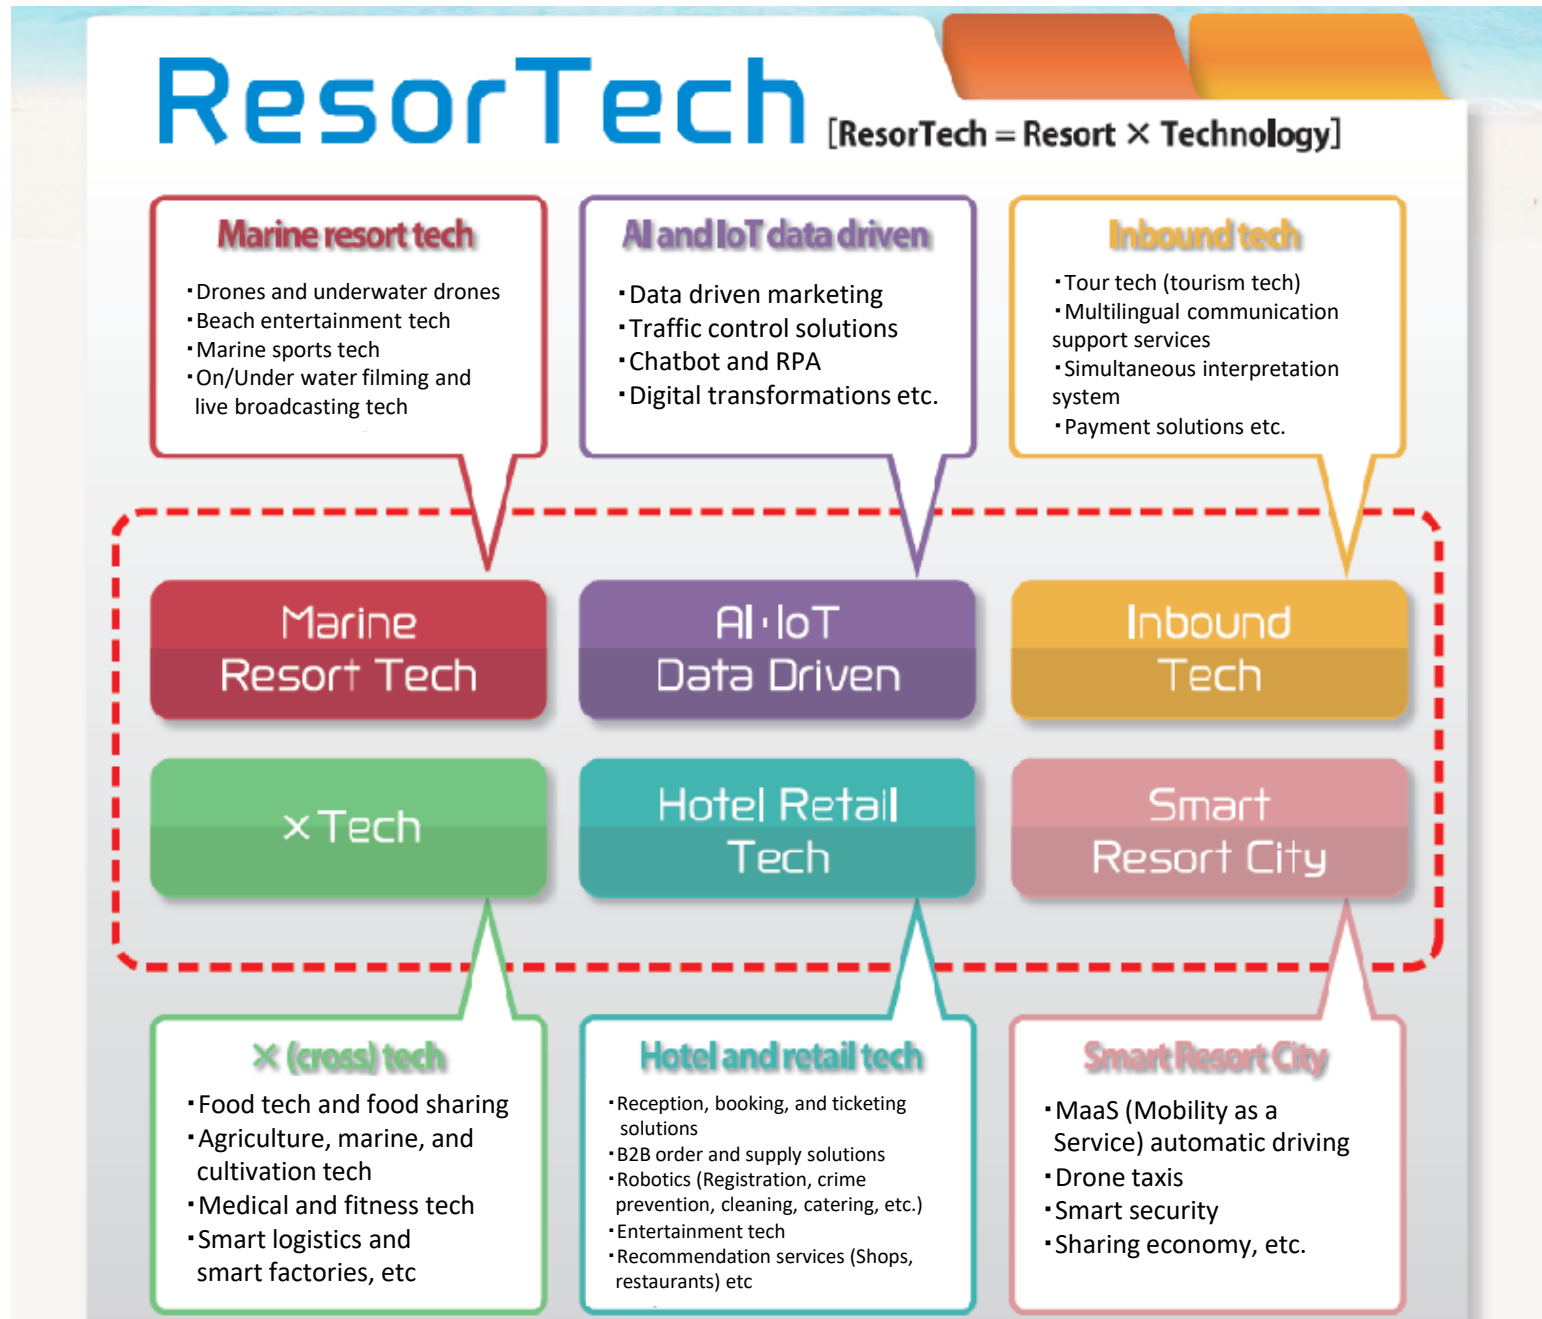 ResorTech [ResorTech = Resort × Technology]
Marine resort tech
・Drones and underwater drones
・Beach entertainment tech
・Marine sports tech
・On/Under water filming and
live broadcasting tech
AI and IoT data driven
・Data driven marketing
・Traffic control solutions
・Chatbot and RPA
・Digital transformations etc.
Inbound tech
・Tour tech (tourism tech)
・Multilingual communication
support services
・Simultaneous interpretation
system
・Payment solutions etc.
Marine
Resort Tech
AI・IoT
Data Driven
Inbound
Tech
×Tech
Hotel Retail
Tech
Smart
Resort City
× (cross) tech
・Food tech and food sharing
・Agriculture, marine, and
cultivation tech
・Medical and fitness tech
・Smart logistics and
smart factories, etc
Hotel and retail tech
・Reception, booking, and ticketing
solutions
・B2B order and supply solutions
・Robotics (Registration, crime
prevention, cleaning, catering, etc.)
・Entertainment tech
・Recommendation services (Shops,
restaurants) etc
Smart Resort City
・MaaS (Mobility as a
Service) automatic driving
・Drone taxis
・Smart security
・Sharing economy, etc.